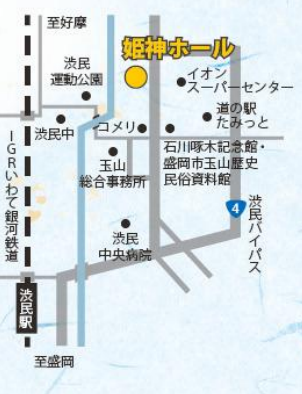 至好摩
姫神ホール
渋民
運動公園
イオン
スーパーセンター
道の駅
たみっと
渋民中
コメリ
石川啄木記念館・
盛岡市玉山歴史
民俗資料館
玉山
総合事務所
IGRいわて銀河鉄道
4
渋民バイパス
渋民
中央病院
渋民駅
至盛岡